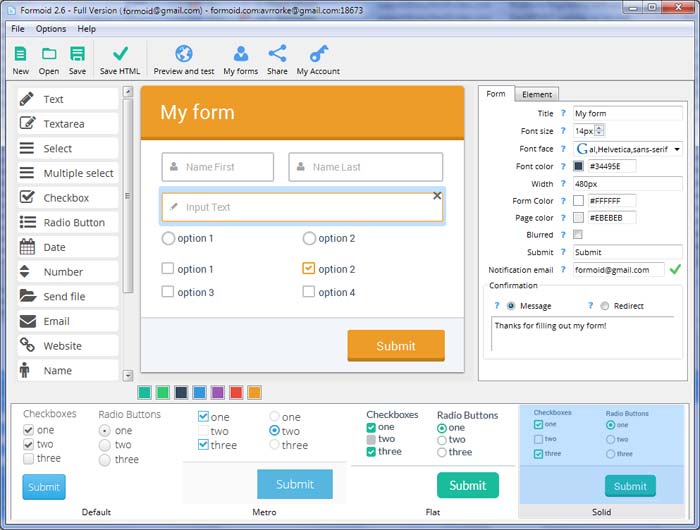 Formoid 2.6 - Full Version (formoid@gmail.com) - formoid.com:avrrorke@gmail.com:18673
File Options Help
New Open Save Save HTML Preview and test My forms Share My Account
Text
Textarea
Select
Multiple select
Checkbox
Radio Button
Date
Number
Send file
Email
Website
Name
My form
Name First Name Last
Input Text
option 1 option 2
option 1 option 2
option 3 option 4
Submit
Form Element
Title ? My form
Font size ? 14px
Font face ? Gal,Helvetica,sans-serif
Font color ? #34495E
Width ? 480px
Form Color ? #FFFFFF
Page color ? #EBEBEB
Blurred ?
Submit ? Submit
Notification email ? formoid@gmail.com
Confirmation
? Message ? Redirect
Thanks for filling out my form!
Checkboxes Radio Buttons
one one
two two
three three
Submit
Default
one one
two two
three three
Submit
Metro
Checkboxes Radio Buttons
one one
two two
three three
Submit
Flat
Checkboxes Radio Buttons
one one
two two
three three
Submit
Solid